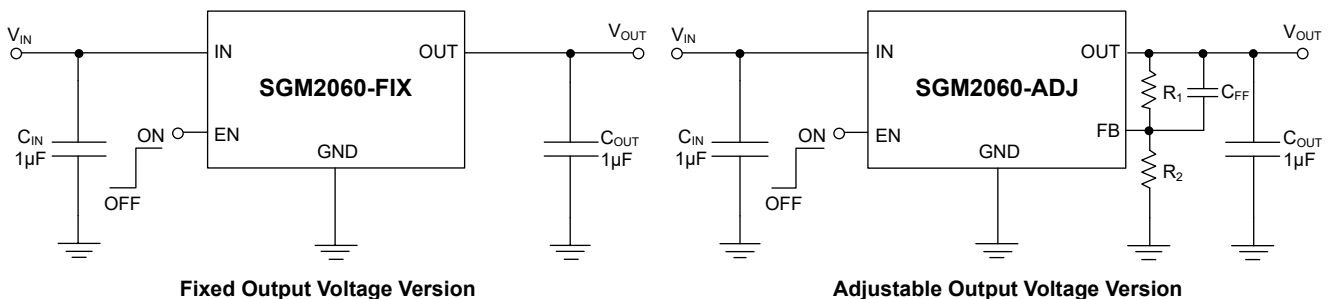 VIN
IN
OUT
VOUT
SGM2060-FIX
CIN
1µF
ON
EN
OFF
GND
COUT
1µF
Fixed Output Voltage Version
VIN
IN
OUT
VOUT
SGM2060-ADJ
R1
CFF
FB
CIN
1µF
ON
EN
OFF
GND
R2
COUT
1µF
Adjustable Output Voltage Version